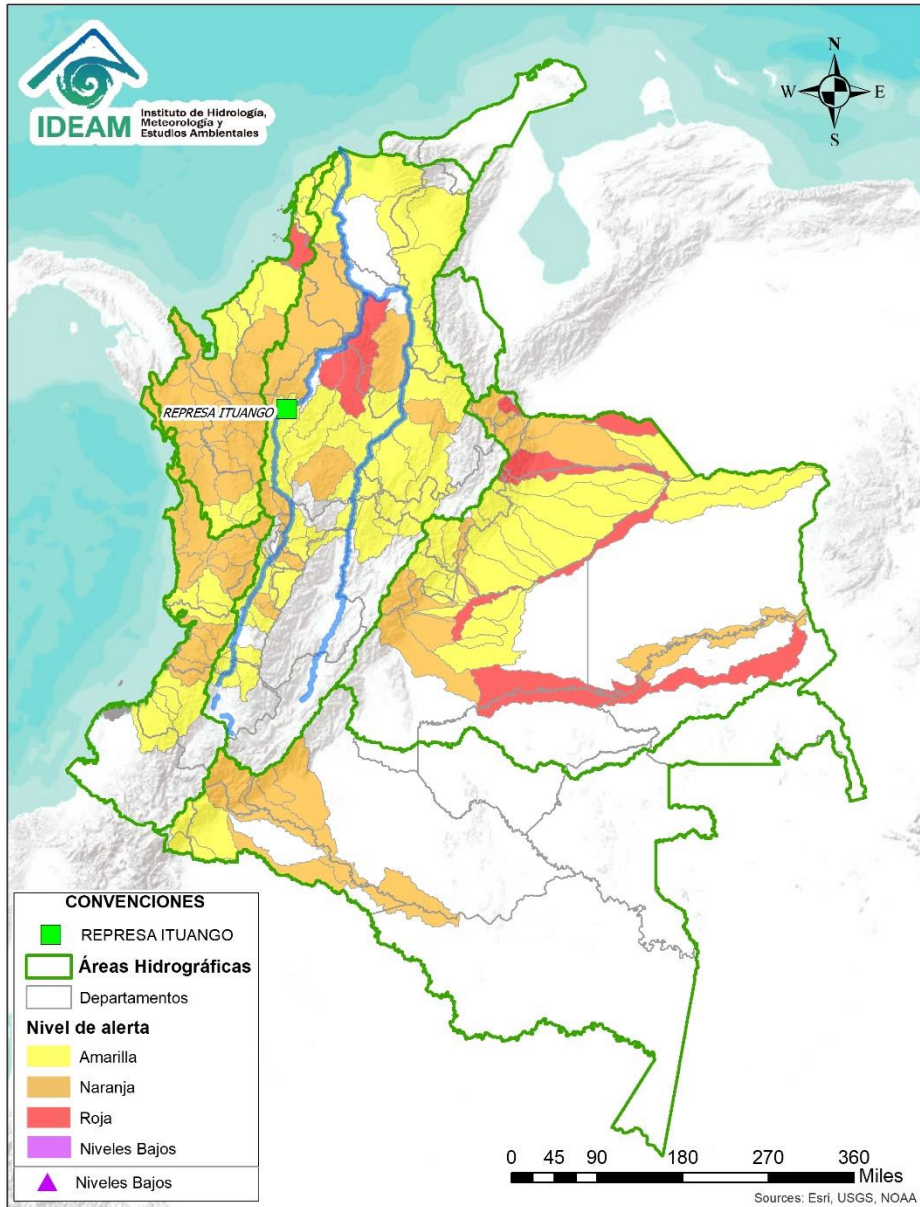 IDEAM
Instituto de Hidrología,
Meteorología y
Estudios Ambientales
N
W
E
S
REPRESA ITUANGO
CONVENCIONES
REPRESA ITUANGO
Áreas Hidrográficas
Departamentos
Nivel de alerta
Amarilla
Naranja
Roja
Niveles Bajos
Niveles Bajos
0 45 90 180 270 360
Miles
Sources: Esri, USGS, NOAA